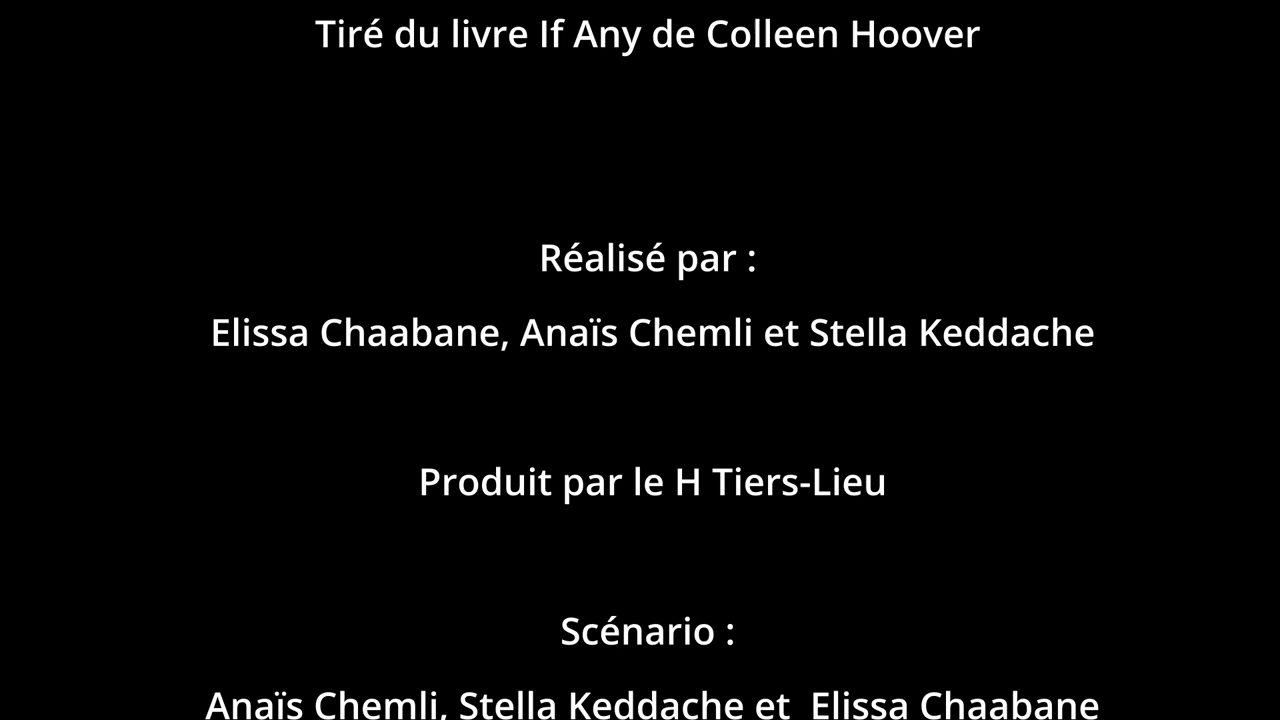 Tiré du livre If Any de Colleen Hoover
Réalisé par :
Elissa Chaabane, Anaïs Chemli et Stella Keddache
Produit par le H Tiers-Lieu
Scénario :
Anaïs Chemli, Stella Keddache et Elissa Chaabane